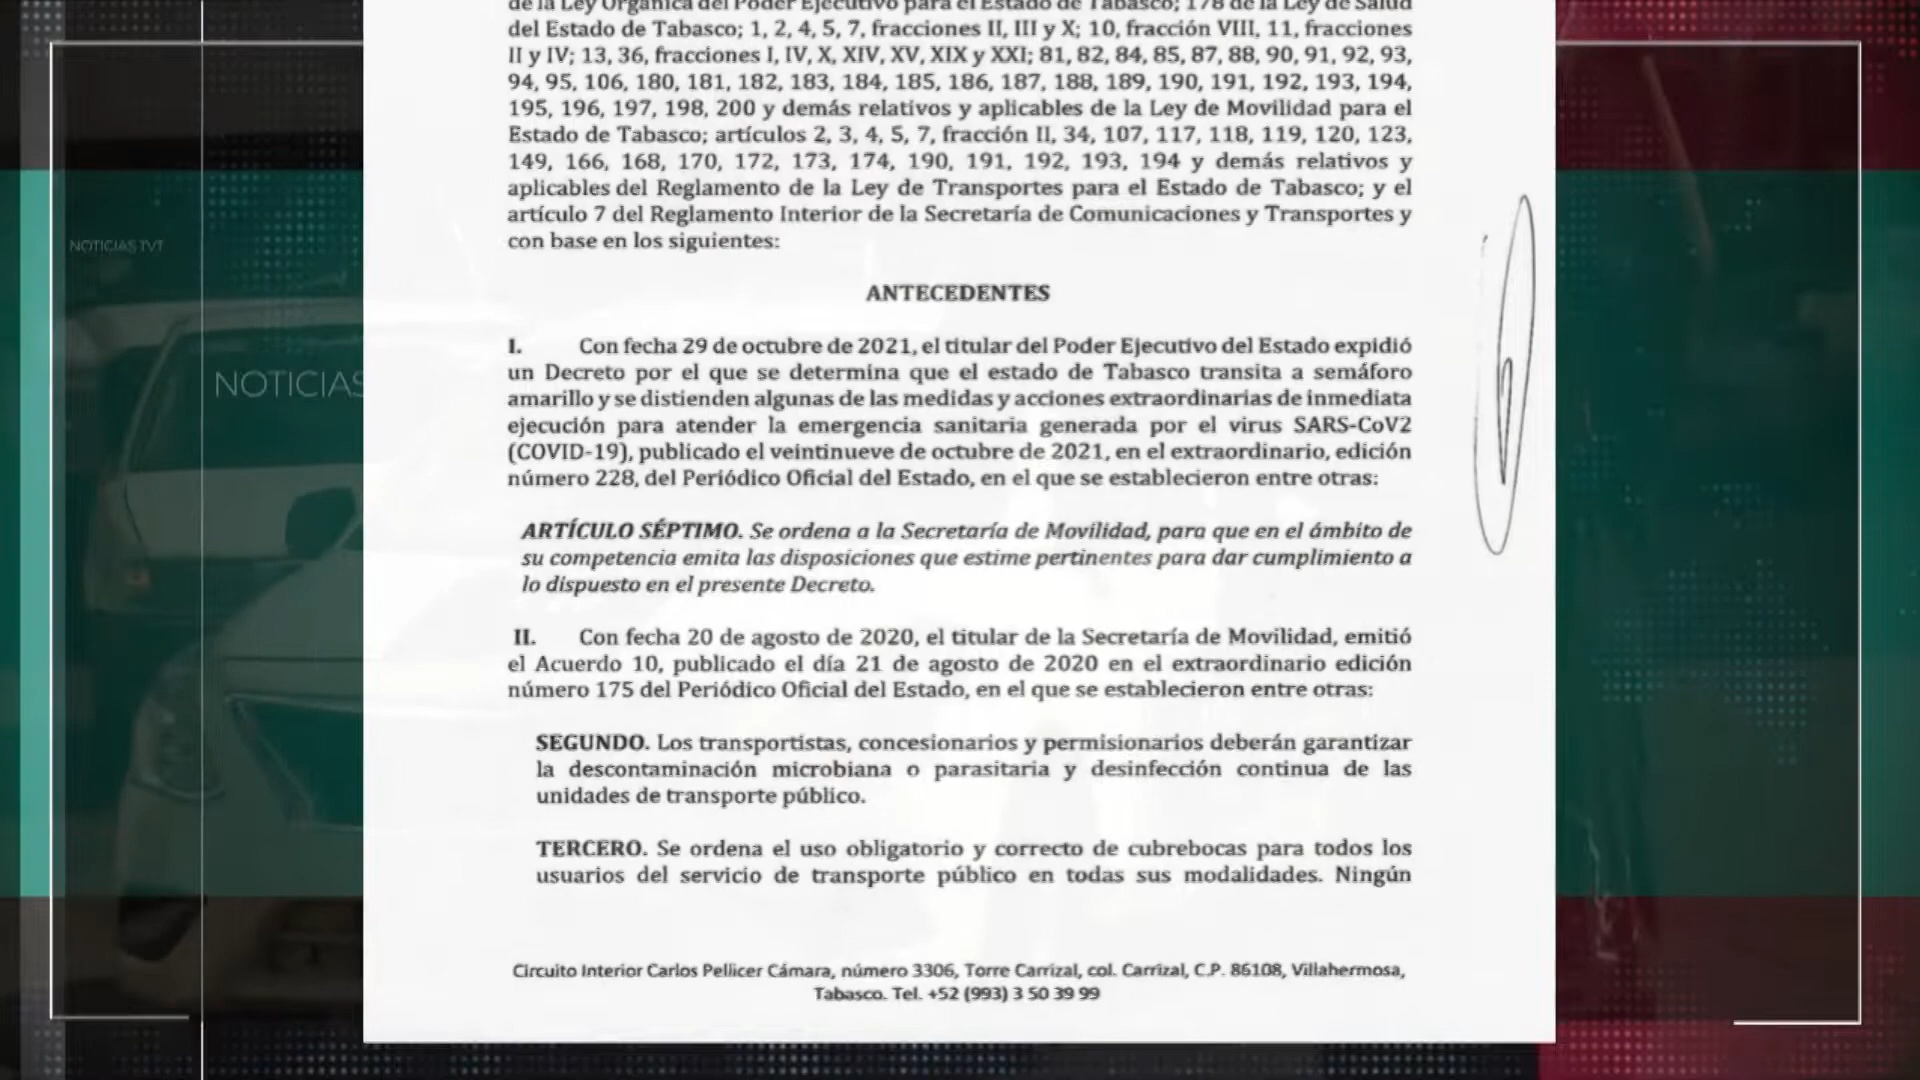 de la Ley Orgánica del Poder Ejecutivo para el Estado de Tabasco; 178 de la Ley de Salud
del Estado de Tabasco; 1, 2, 4, 5, 7, fracciones II, III y X; 10, fracción VIII, 11, fracciones
II y IV; 13, 36, fracciones I, IV, X, XIV, XV, XIX y XXI; 81, 82, 84, 85, 87, 88, 90, 91, 92, 93,
94, 95, 106, 180, 181, 182, 183, 184, 185, 186, 187, 188, 189, 190, 191, 192, 193, 194,
195, 196, 197, 198, 200 y demás relativos y aplicables de la Ley de Movilidad para el
Estado de Tabasco; artículos 2, 3, 4, 5, 7, fracción II, 34, 107, 117, 118, 119, 120, 123,
149, 166, 168, 170, 172, 173, 174, 190, 191, 192, 193, 194 y demás relativos y
aplicables del Reglamento de la Ley de Transportes para el Estado de Tabasco; y el
artículo 7 del Reglamento Interior de la Secretaría de Comunicaciones y Transportes y
con base en los siguientes:
ANTECEDENTES
I. Con fecha 29 de octubre de 2021, el titular del Poder Ejecutivo del Estado expidió
un Decreto por el que se determina que el estado de Tabasco transita a semáforo
amarillo y se distienden algunas de las medidas y acciones extraordinarias de inmediata
ejecución para atender la emergencia sanitaria generada por el virus SARS-CoV2
(COVID-19), publicado el veintinueve de octubre de 2021, en el extraordinario, edición
número 228, del Periódico Oficial del Estado, en el que se establecieron entre otras:
ARTÍCULO SÉPTIMO. Se ordena a la Secretaría de Movilidad, para que en el ámbito de
su competencia emita las disposiciones que estime pertinentes para dar cumplimiento a
lo dispuesto en el presente Decreto.
II. Con fecha 20 de agosto de 2020, el titular de la Secretaría de Movilidad, emitió
el Acuerdo 10, publicado el día 21 de agosto de 2020 en el extraordinario edición
número 175 del Periódico Oficial del Estado, en el que se establecieron entre otras:
SEGUNDO. Los transportistas, concesionarios y permisionarios deberán garantizar
la descontaminación microbiana o parasitaria y desinfección continua de las
unidades de transporte público.
TERCERO. Se ordena el uso obligatorio y correcto de cubrebocas para todos los
usuarios del servicio de transporte público en todas sus modalidades. Ningún
Circuito Interior Carlos Pellicer Cámara, número 3306, Torre Carrizal, col. Carrizal, C.P. 86108, Villahermosa,
Tabasco. Tel. +52 (993) 3 50 39 99
NOTICIAS TVT
NOTICIAS